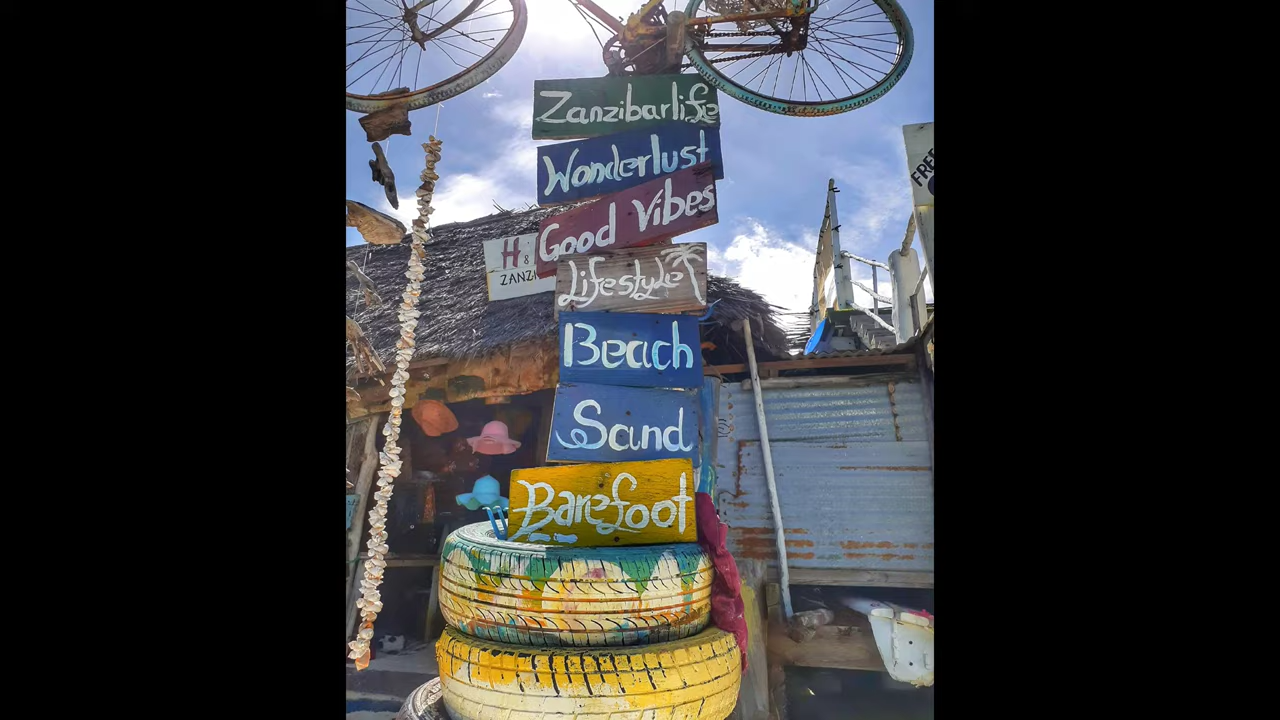 Zanzibarlife
Wonderlust
Good Vibes
H &
Lifestyle
Beach
Sand
Barefoot